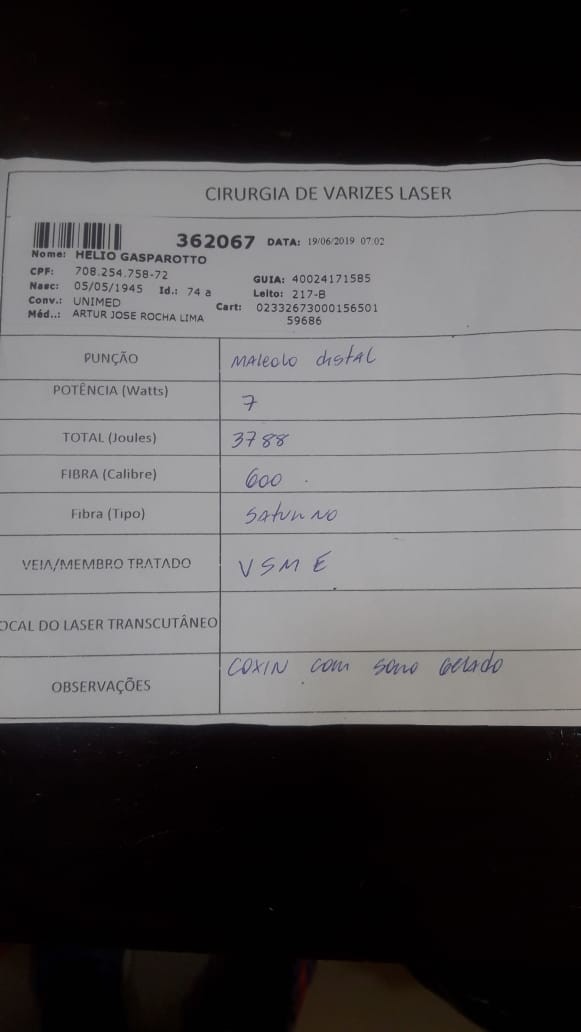 CIRURGIA DE VARIZES LASER
362067 DATA: 19/06/2019 07:02
Nome: HELIO GASPAROTTO
CPF: 708.254.758-72 GUIA: 40024171585
Nasc: 05/05/1945 Id.: 74 a Leito: 217-B
Conv.: UNIMED Cart: 02332673000156501
Méd..: ARTUR JOSE ROCHA LIMA 59686
PUNÇÃO MALEOLO distAL
POTÊNCIA (Watts) 7
TOTAL (Joules) 3788
FIBRA (Calibre) 600
Fibra (Tipo) SATURNO
VEIA/MEMBRO TRATADO VSM E
OCAL DO LASER TRANSCUTÂNEO
OBSERVAÇÕES COXIN com soro GELADO